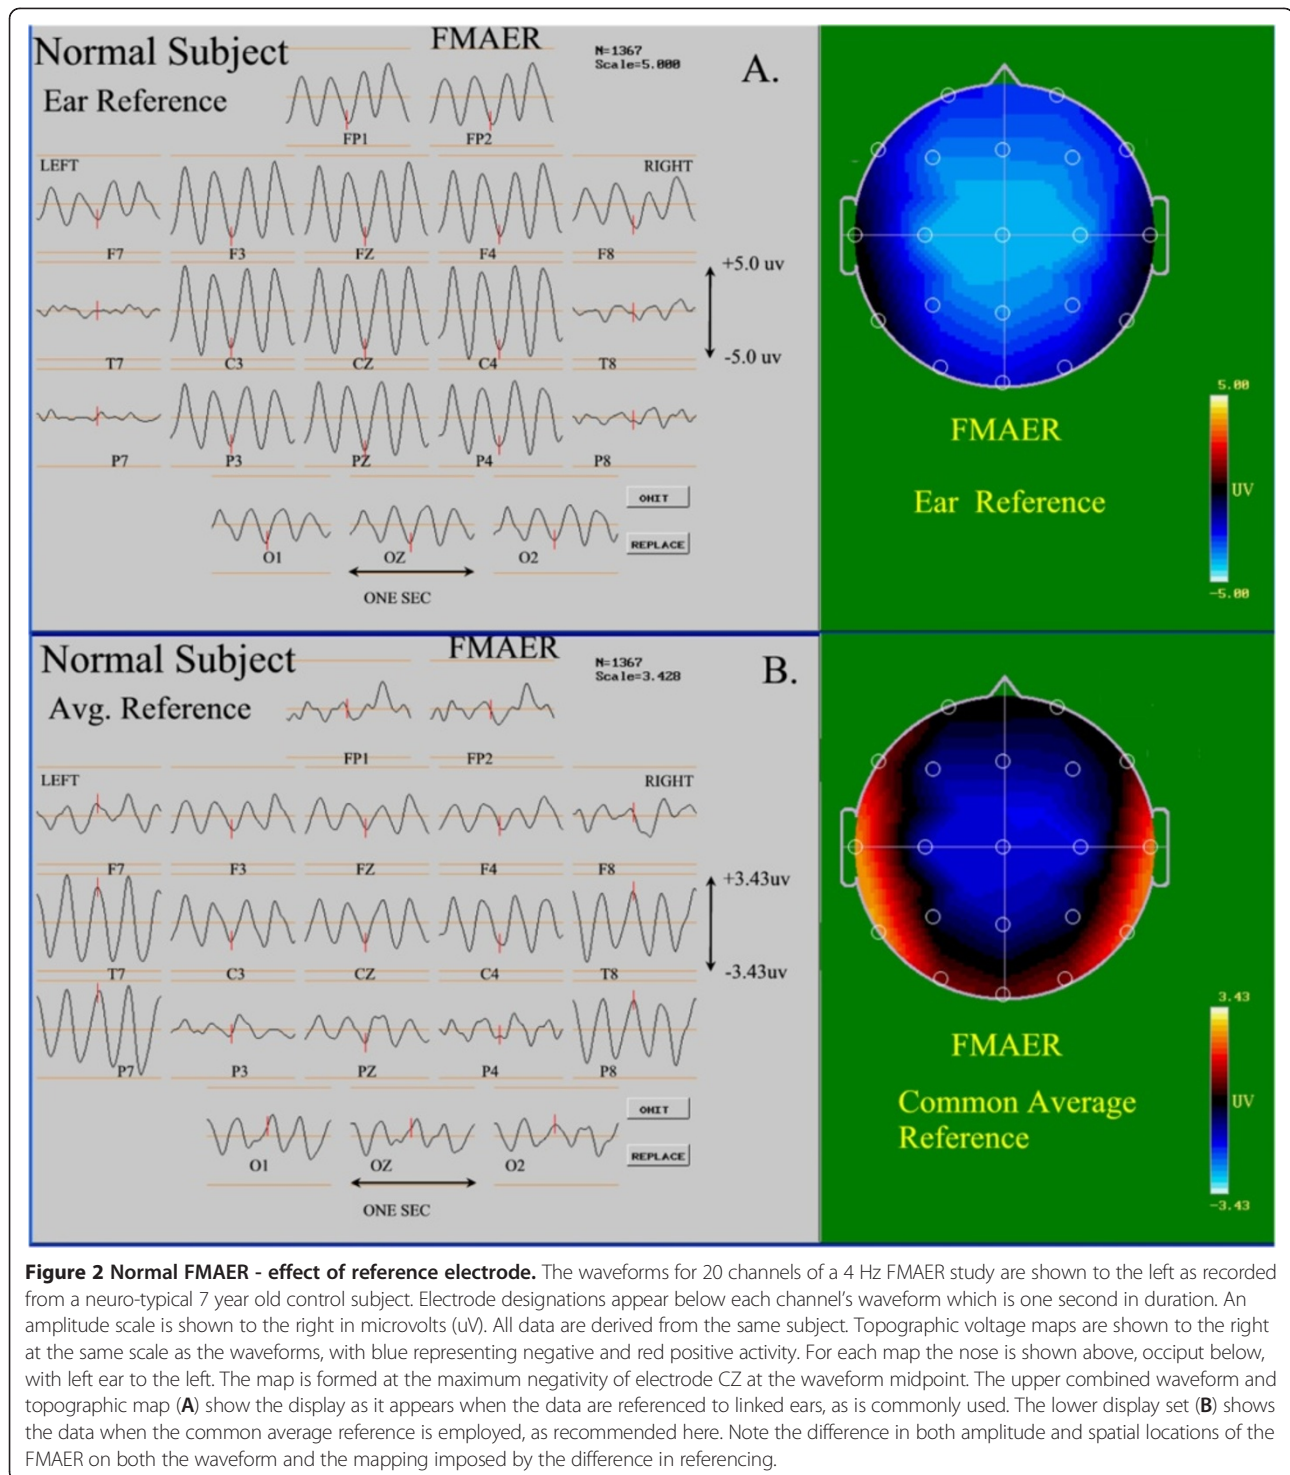 Normal Subject
FMAER
N=1367
Scale=5.000
A.
Ear Reference
FP1
FP2
LEFT
RIGHT
F7
F3
FZ
F4
F8
+5.0 uv
-5.0 uv
T7
C3
CZ
C4
T8
P7
P3
PZ
P4
P8
OMIT
REPLACE
O1
OZ
O2
ONE SEC
FMAER
Ear Reference
5.00
UV
-5.00
Normal Subject
FMAER
N=1367
Scale=3.428
B.
Avg. Reference
FP1
FP2
LEFT
RIGHT
F7
F3
FZ
F4
F8
+3.43uv
-3.43uv
T7
C3
CZ
C4
T8
P7
P3
PZ
P4
P8
OMIT
REPLACE
O1
OZ
O2
ONE SEC
FMAER
Common Average
Reference
3.43
UV
-3.43
Figure 2 Normal FMAER - effect of reference electrode. The waveforms for 20 channels of a 4 Hz FMAER study are shown to the left as recorded
from a neuro-typical 7 year old control subject. Electrode designations appear below each channel's waveform which is one second in duration. An
amplitude scale is shown to the right in microvolts (uV). All data are derived from the same subject. Topographic voltage maps are shown to the right
at the same scale as the waveforms, with blue representing negative and red positive activity. For each map the nose is shown above, occiput below,
with left ear to the left. The map is formed at the maximum negativity of electrode CZ at the waveform midpoint. The upper combined waveform and
topographic map (A) show the display as it appears when the data are referenced to linked ears, as is commonly used. The lower display set (B) shows
the data when the common average reference is employed, as recommended here. Note the difference in both amplitude and spatial locations of the
FMAER on both the waveform and the mapping imposed by the difference in referencing.